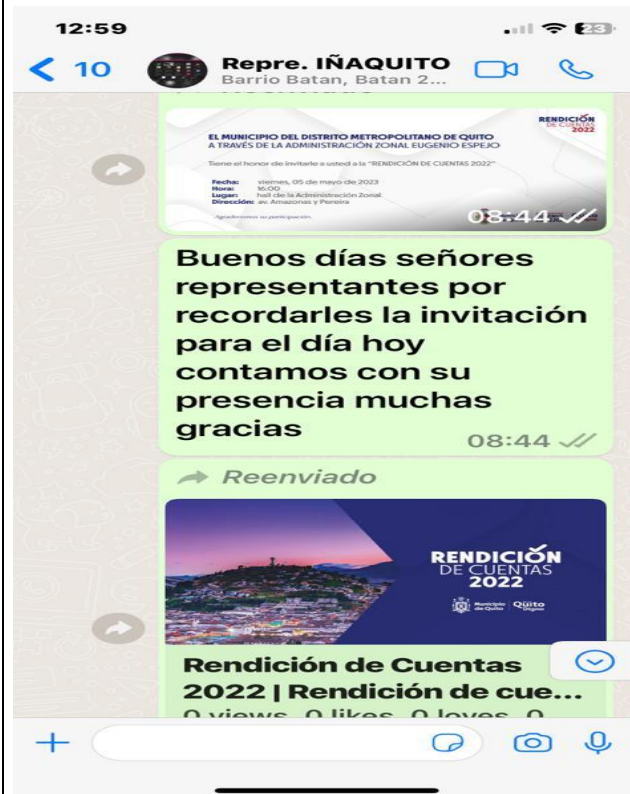 12:59
23
10
Repre. IÑAQUITO
Barrio Batan, Batan 2...
RENDICIÓN
DE CUENTAS
2022
EL MUNICIPIO DEL DISTRITO METROPOLITANO DE QUITO
A TRAVÉS DE LA ADMINISTRACIÓN ZONAL EUGENIO ESPEJO
Tiene el honor de invitarle a usted a la "RENDICIÓN DE CUENTAS 2022"
Fecha: viernes, 05 de mayo de 2023
Hora: 16:00
Lugar: hall de la Administración Zonal
Dirección: av. Amazonas y Pereira
Agradecemos su participación.
08:44
Buenos días señores
representantes por
recordarles la invitación
para el día hoy
contamos con su
presencia muchas
gracias
08:44
Reenviado
RENDICIÓN
DE CUENTAS
2022
Municipio
de Quito
Quito
Digno
Rendición de Cuentas
2022 | Rendición de cue...
0 views, 0 likes, 0 loves, 0